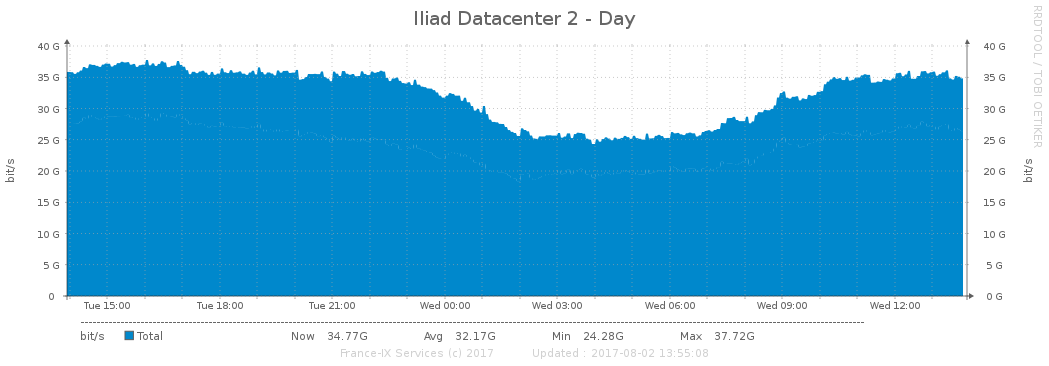 Iliad Datacenter 2 - Day
RRDTOOL / TOBI OETIKER
40 G 40 G
35 G 35 G
30 G 30 G
25 G 25 G
20 G 20 G
15 G 15 G
10 G 10 G
5 G 5 G
0 0 G
bit/s bit/s
Tue 15:00 Tue 18:00 Tue 21:00 Wed 00:00 Wed 03:00 Wed 06:00 Wed 09:00 Wed 12:00
bit/s Total Now 34.77G Avg 32.17G Min 24.28G Max 37.72G
France-IX Services (c) 2017 Updated : 2017-08-02 13:55:08